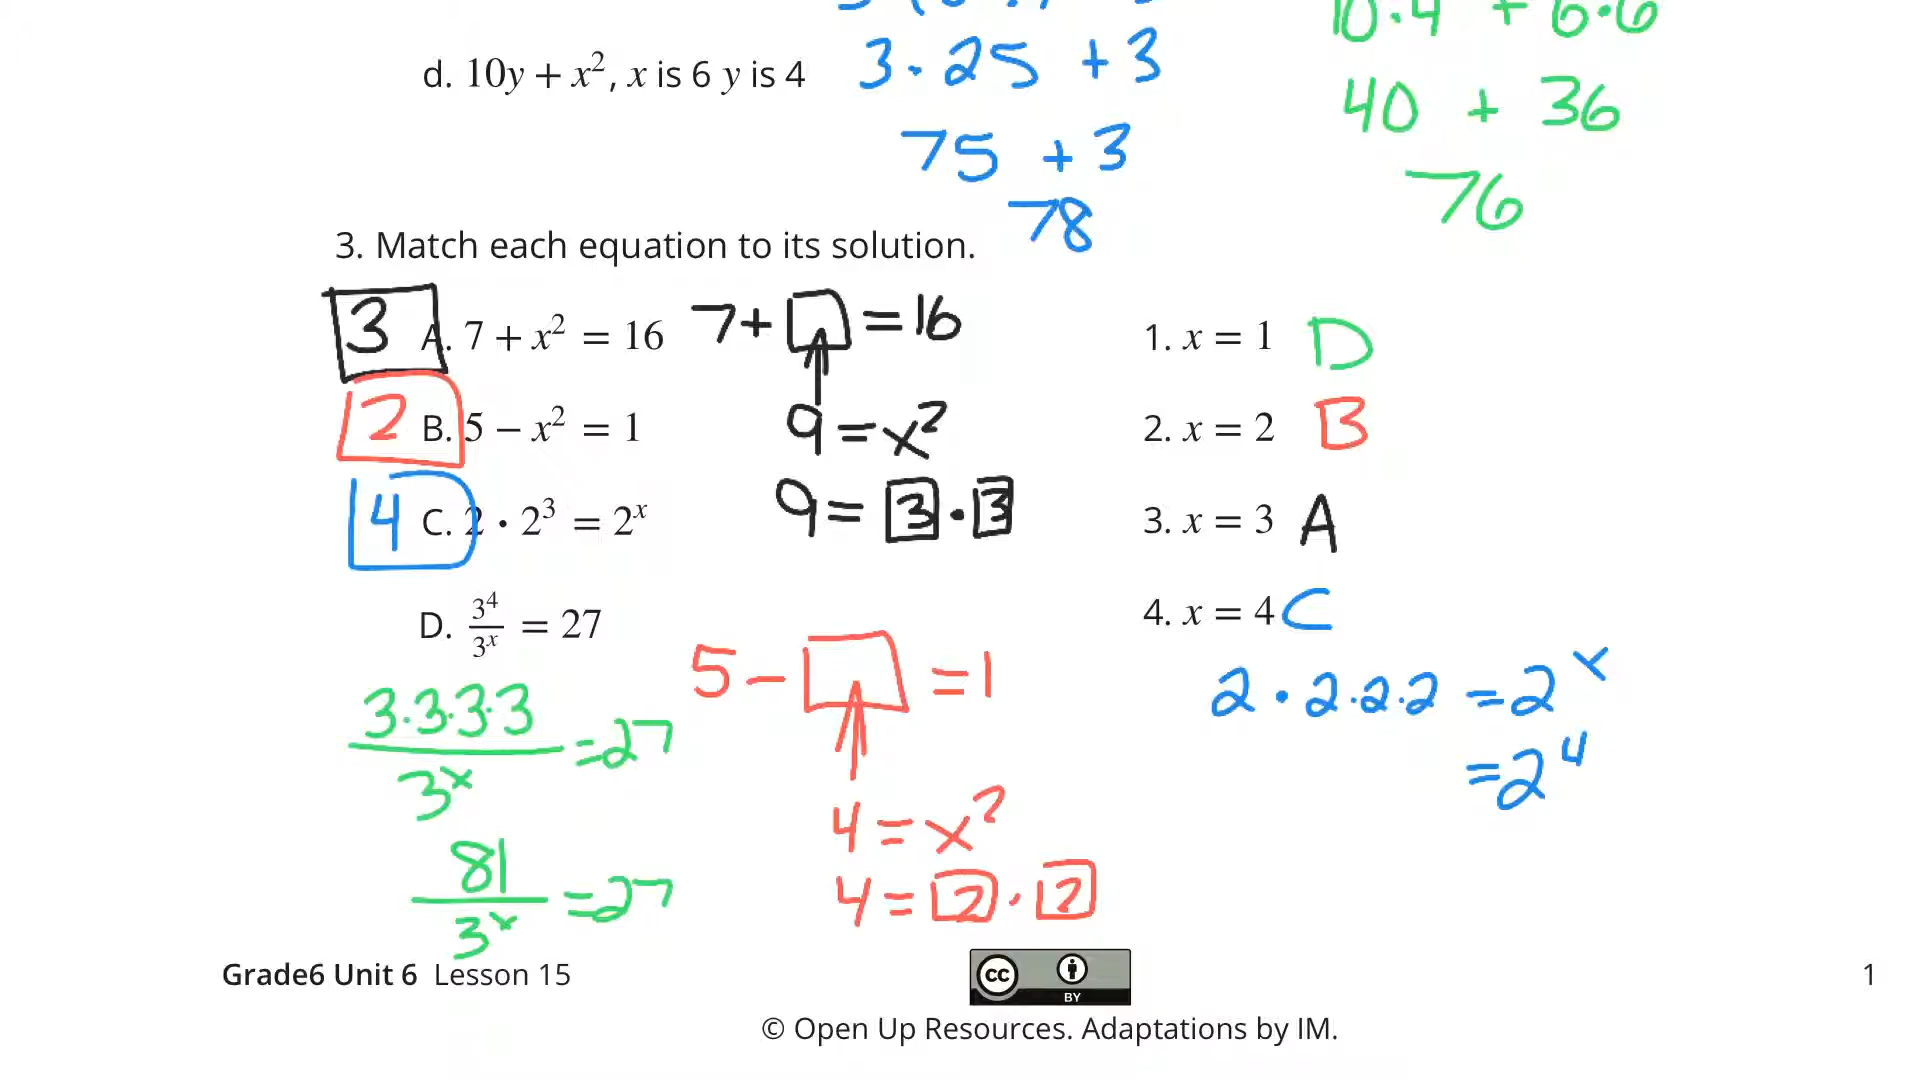 10·4 + 6·6
d. 10y + x², x is 6 y is 4
3·25 + 3
40 + 36
75 + 3
76
78
3. Match each equation to its solution.
3 A. 7 + x² = 16
7 + □ = 16
1. x = 1 D
2 B. 5 − x² = 1
9 = x²
2. x = 2 B
4 C. 2 · 2³ = 2ˣ
9 = 3 · 3
3. x = 3 A
D. 3⁴/3ˣ = 27
4. x = 4 C
5 − □ = 1
2 · 2·2·2 = 2ˣ
3·3·3·3/3ˣ = 27
= 2⁴
4 = x²
81/3ˣ = 27
4 = 2 · 2
Grade6 Unit 6 Lesson 15
cc
BY
1
© Open Up Resources. Adaptations by IM.